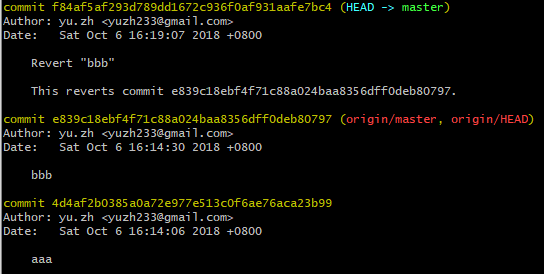 commit f84af5af293d789dd1672c936f0af931aafe7bc4 (HEAD -> master)
Author: yu.zh <yuzh233@gmail.com>
Date:   Sat Oct 6 16:19:07 2018 +0800
Revert "bbb"
This reverts commit e839c18ebf4f71c88a024baa8356dff0deb80797.
commit e839c18ebf4f71c88a024baa8356dff0deb80797 (origin/master, origin/HEAD)
Author: yu.zh <yuzh233@gmail.com>
Date:   Sat Oct 6 16:14:30 2018 +0800
bbb
commit 4d4af2b0385a0a72e977e513c0f6ae76aca23b99
Author: yu.zh <yuzh233@gmail.com>
Date:   Sat Oct 6 16:14:06 2018 +0800
aaa